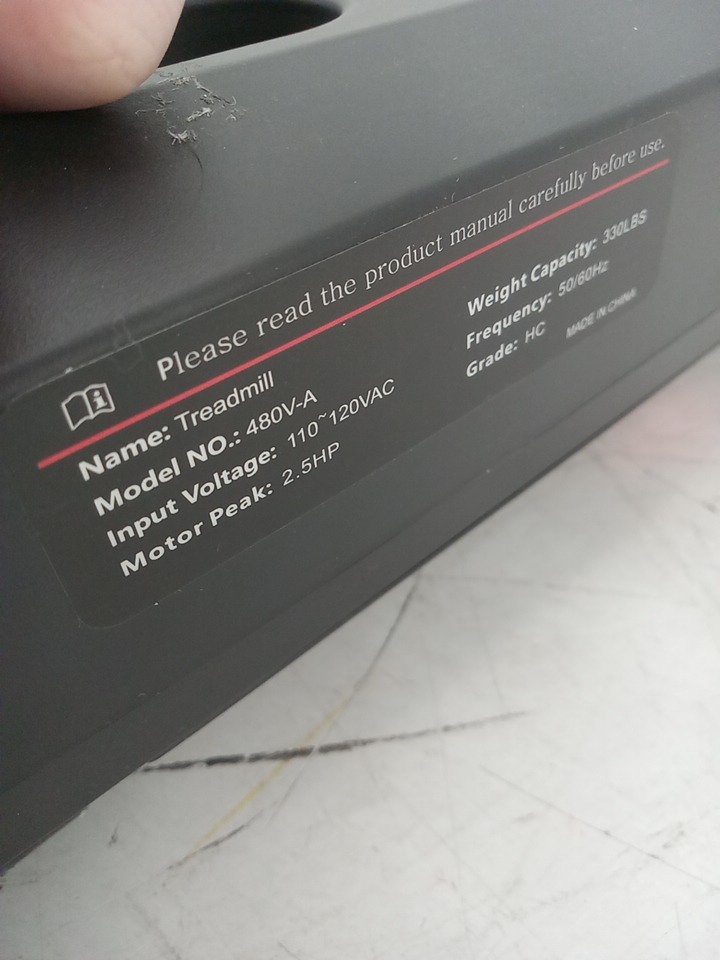 Please read the product manual carefully before use.
Name: Treadmill
Model NO.: 480V-A
Input Voltage: 110~120VAC
Motor Peak: 2.5HP
Weight Capacity: 330LBS
Frequency: 50/60Hz
Grade: HC
MADE IN CHINA